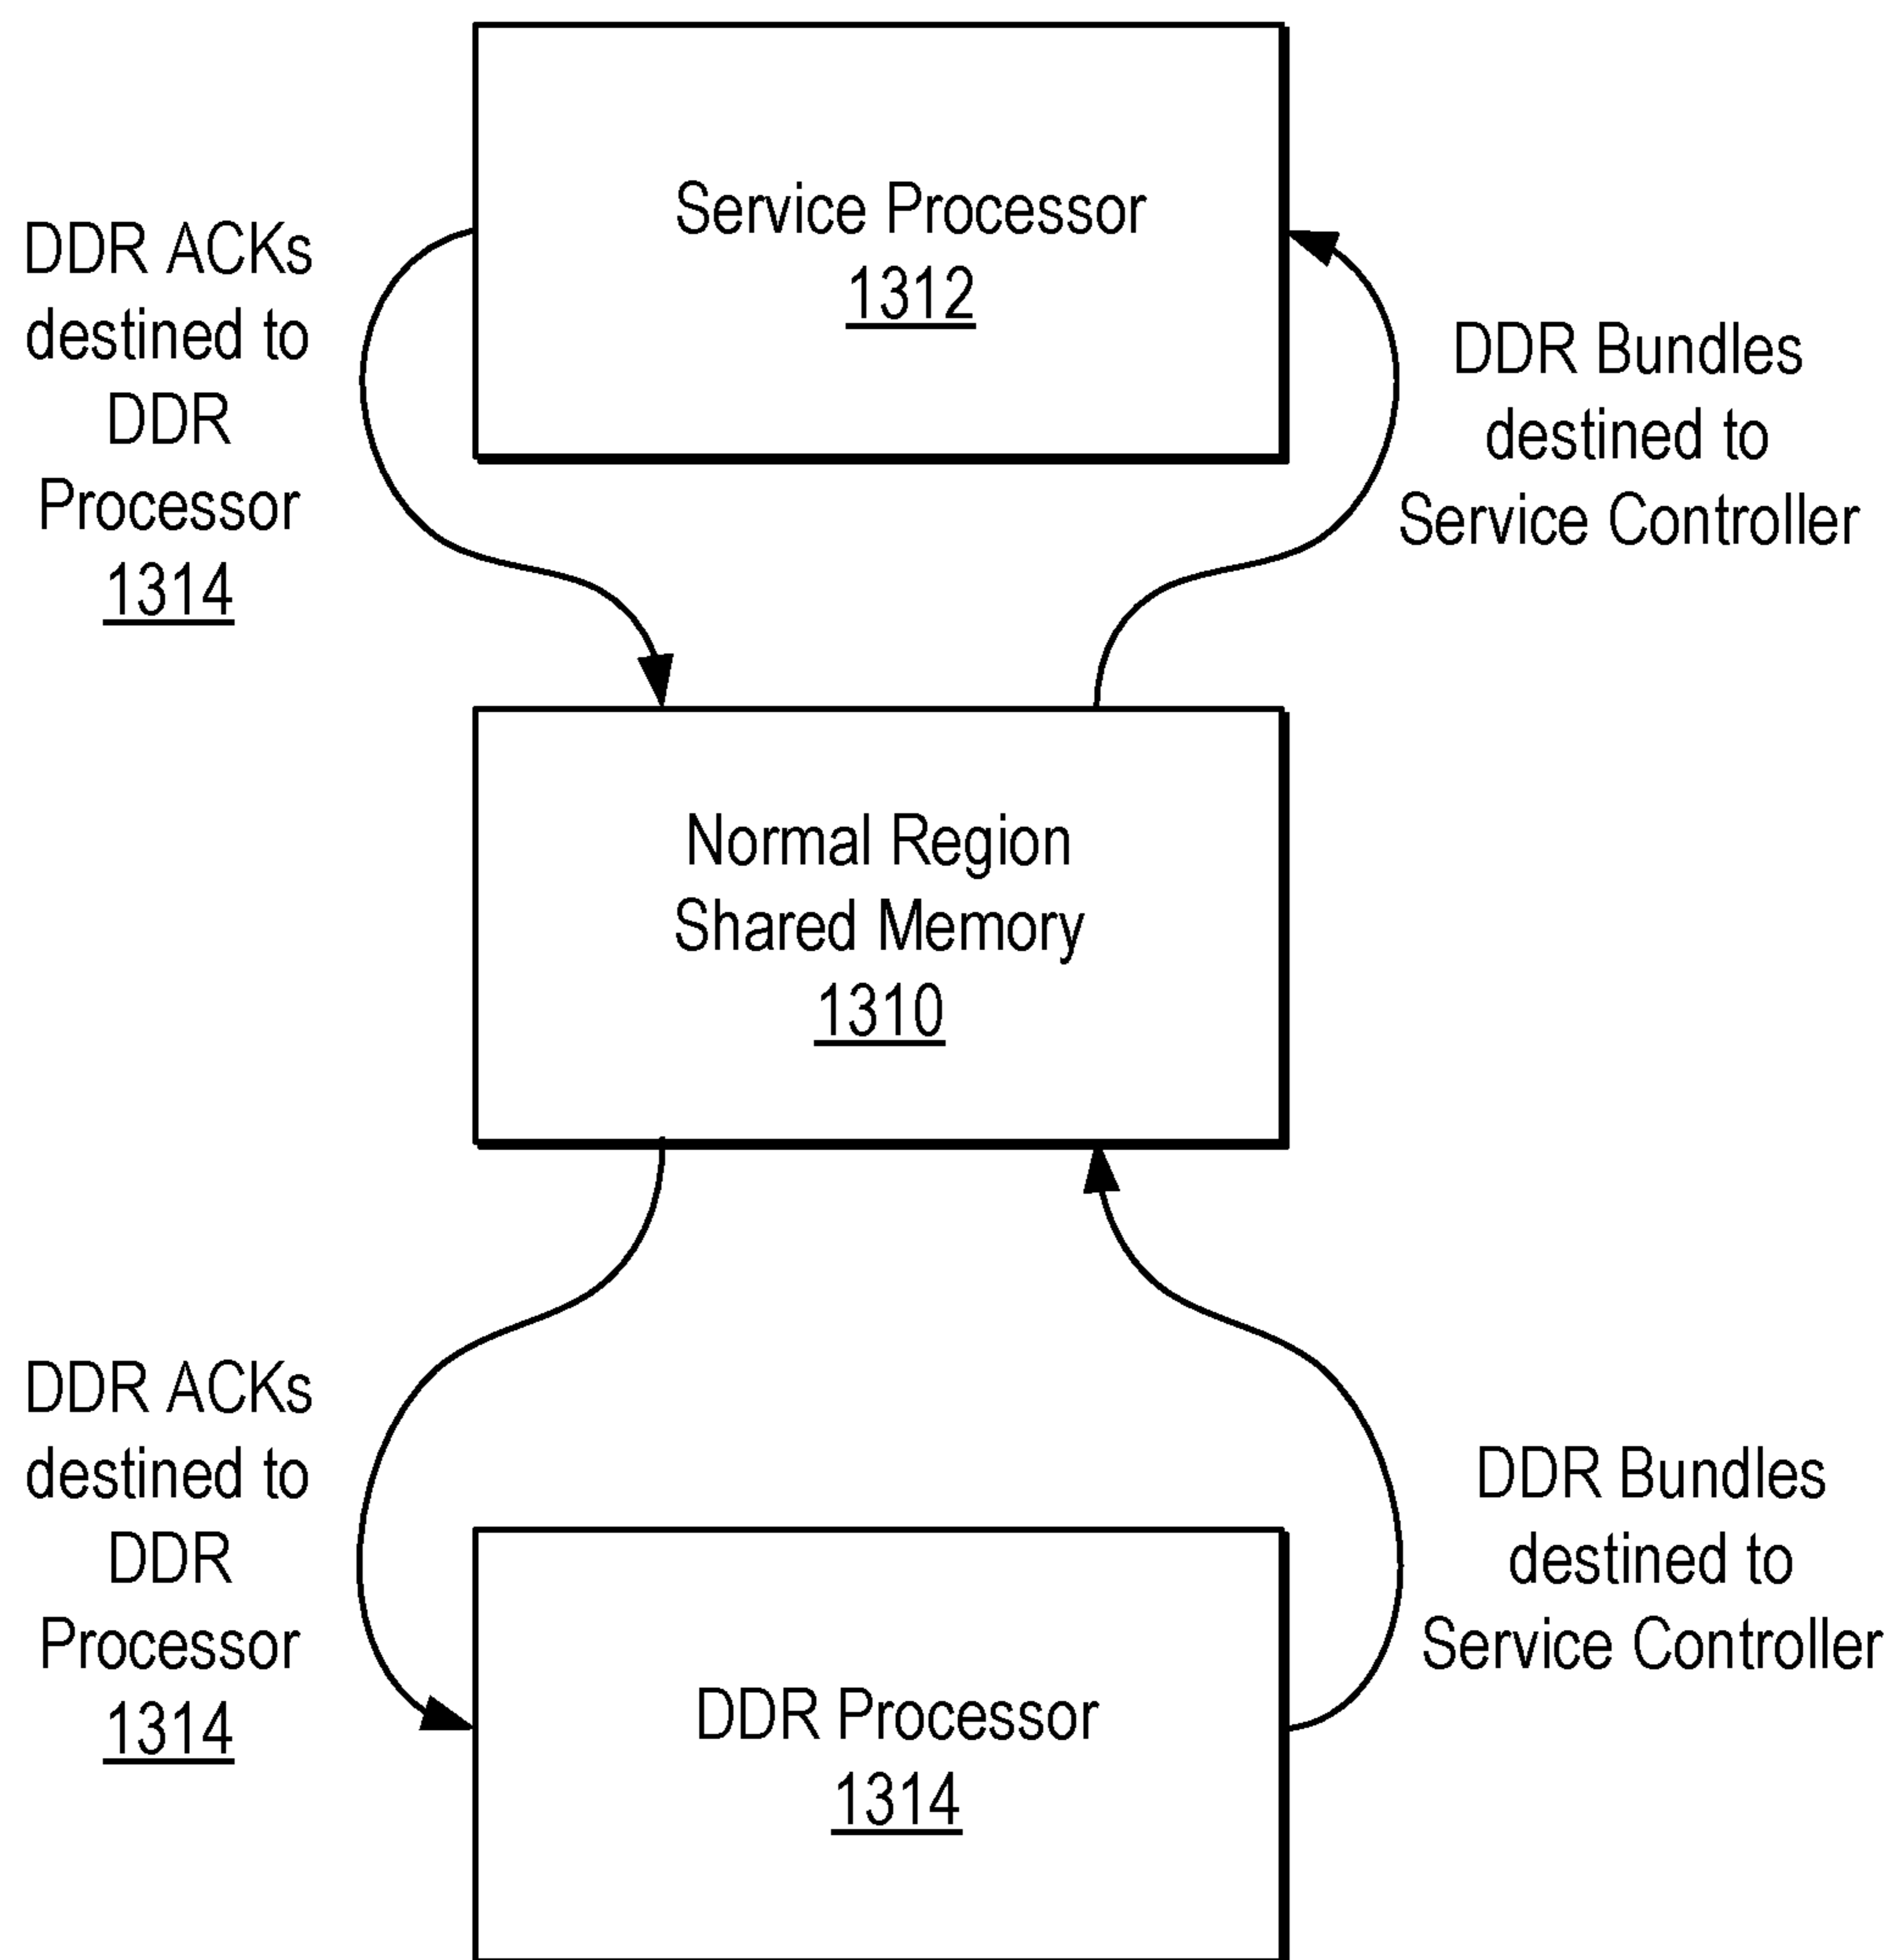 Service Processor
1312
DDR ACKs
destined to
DDR
Processor
1314
DDR Bundles
destined to
Service Controller
Normal Region
Shared Memory
1310
DDR ACKs
destined to
DDR
Processor
1314
DDR Bundles
destined to
Service Controller
DDR Processor
1314